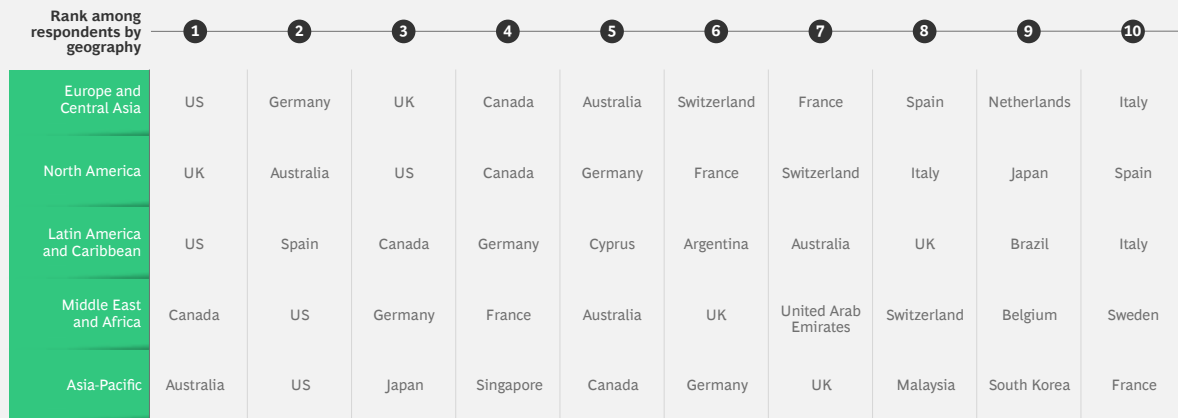 Rank among
respondents by
geography
1 2 3 4 5 6 7 8 9 10
Europe and
Central Asia
US Germany UK Canada Australia Switzerland France Spain Netherlands Italy
North America
UK Australia US Canada Germany France Switzerland Italy Japan Spain
Latin America
and Caribbean
US Spain Canada Germany Cyprus Argentina Australia UK Brazil Italy
Middle East
and Africa
Canada US Germany France Australia UK United Arab
Emirates Switzerland Belgium Sweden
Asia-Pacific
Australia US Japan Singapore Canada Germany UK Malaysia South Korea France